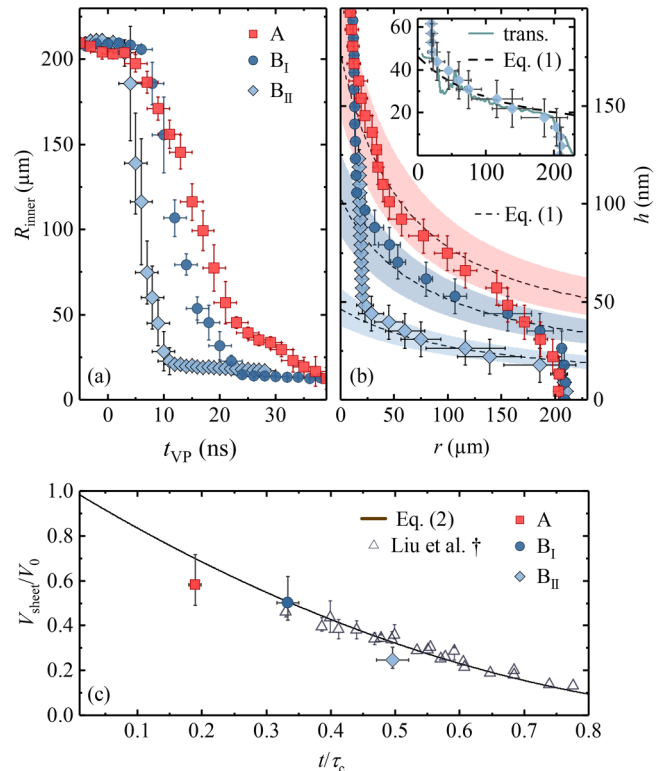 A
B_I
B_II
200
150
100
50
0
R_inner (μm)
(a)
0
10
20
30
t_VP (ns)
60
40
20
0
100
200
trans.
Eq. (1)
Eq. (1)
(b)
150
100
50
0
h (nm)
0
50
100
150
200
r (μm)
1.0
0.8
0.6
0.4
0.2
0.0
V_sheet/V_0
Eq. (2)
Liu et al. †
A
B_I
B_II
(c)
0.1
0.2
0.3
0.4
0.5
0.6
0.7
0.8
t/τ_c